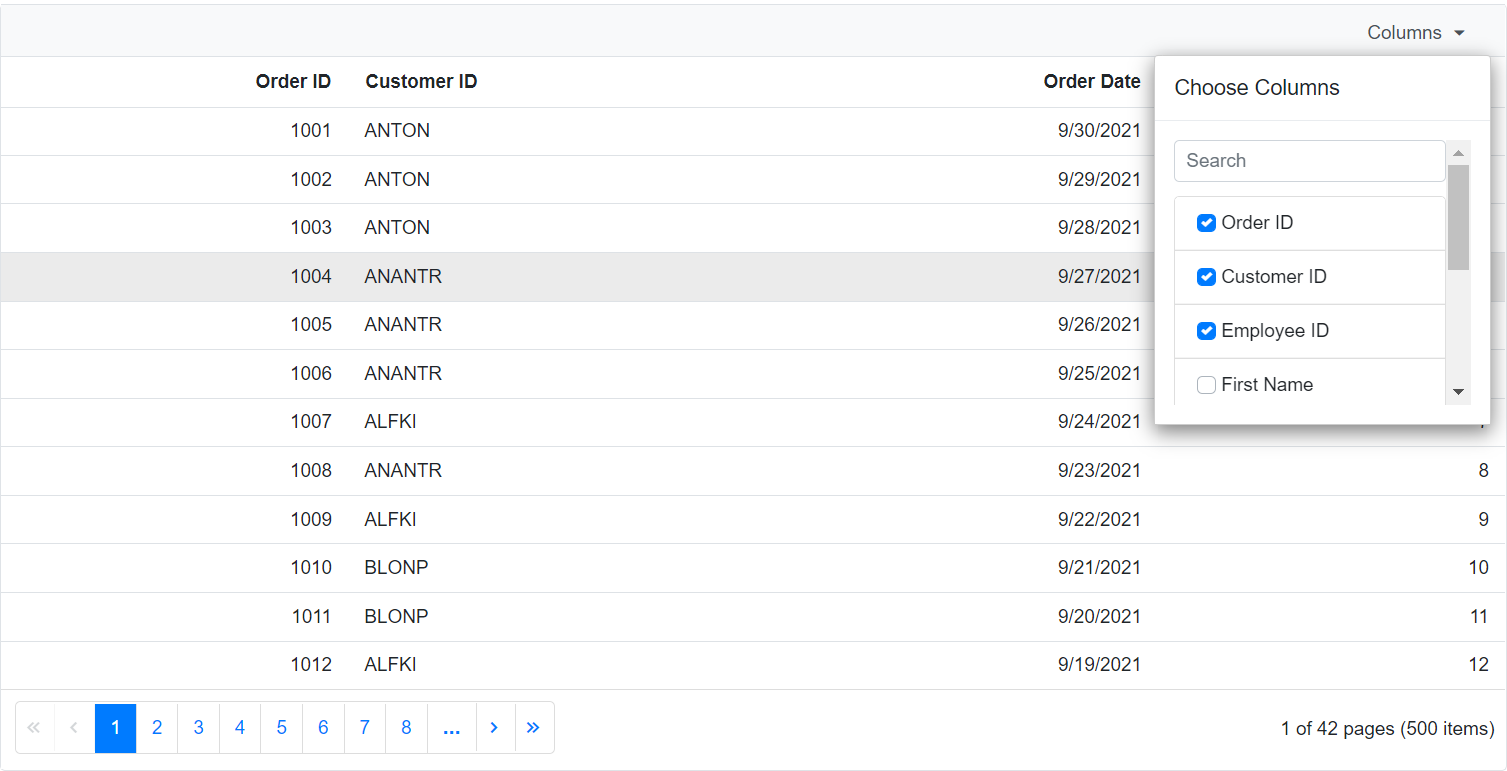 Columns
Order ID Customer ID Order Date
Choose Columns
Search
Order ID
Customer ID
Employee ID
First Name
1001 ANTON 9/30/2021
1002 ANTON 9/29/2021
1003 ANTON 9/28/2021
1004 ANANTR 9/27/2021
1005 ANANTR 9/26/2021
1006 ANANTR 9/25/2021
1007 ALFKI 9/24/2021
1008 ANANTR 9/23/2021 8
1009 ALFKI 9/22/2021 9
1010 BLONP 9/21/2021 10
1011 BLONP 9/20/2021 11
1012 ALFKI 9/19/2021 12
« ‹ 1 2 3 4 5 6 7 8 ... › » 1 of 42 pages (500 items)